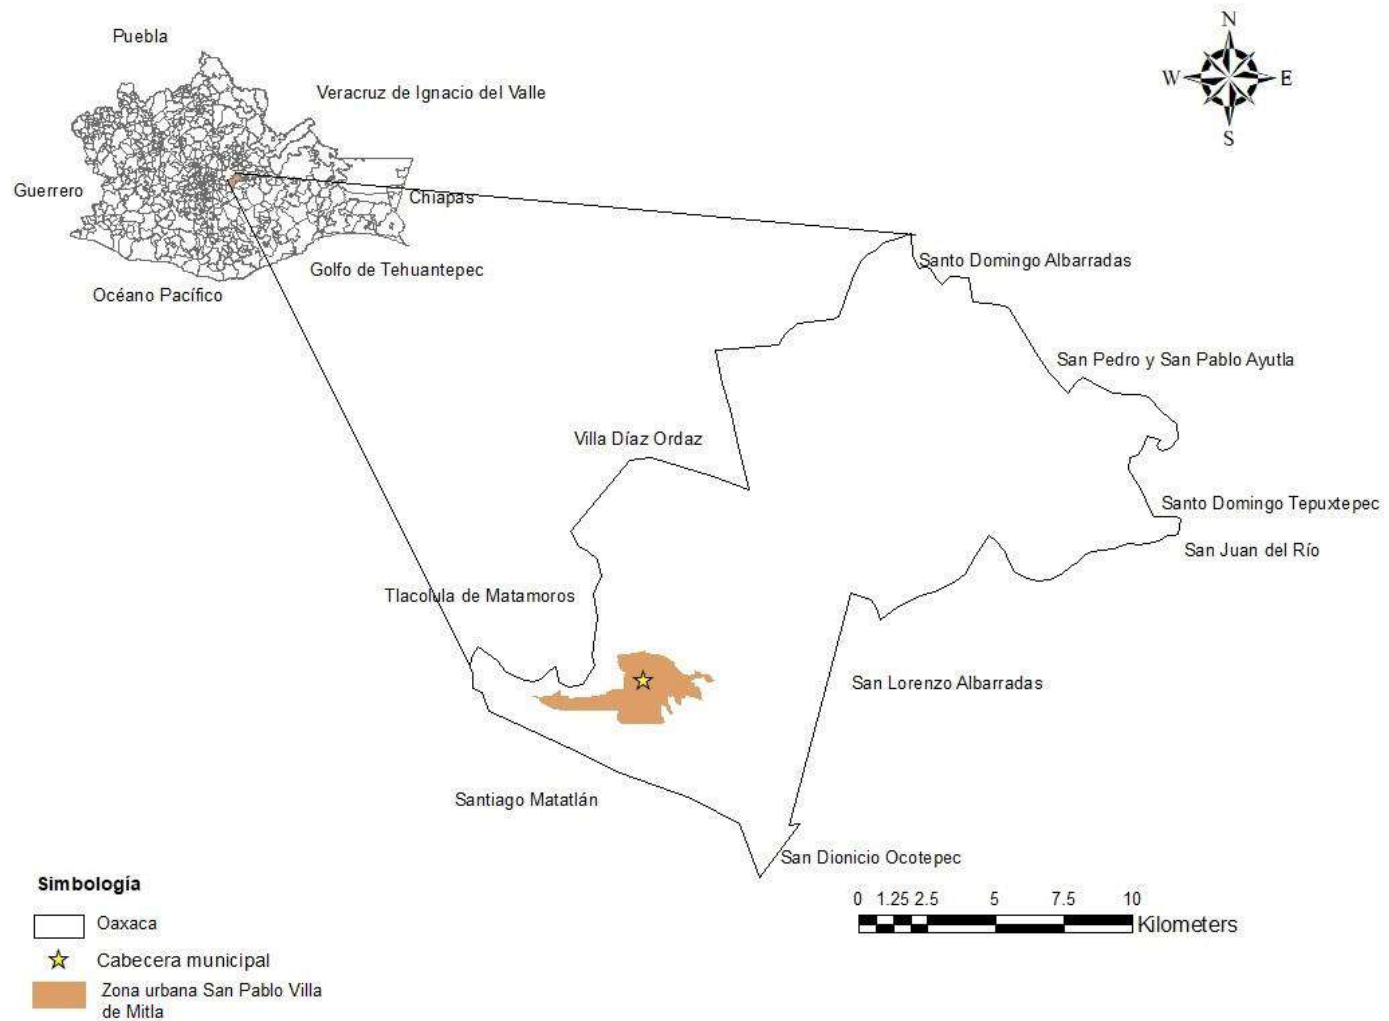 Puebla
N
Veracruz de Ignacio del Valle
W
E
S
Guerrero
Chiapas
Golfo de Tehuantepec
Océano Pacífico
Santo Domingo Albarradas
San Pedro y San Pablo Ayutla
Villa Díaz Ordaz
Santo Domingo Tepuxtepec
San Juan del Río
Tlacolula de Matamoros
San Lorenzo Albarradas
Santiago Matatlán
San Dionicio Ocotepec
Simbología
Oaxaca
Cabecera municipal
Zona urbana San Pablo Villa
de Mitla
0 1.25 2.5 5 7.5 10
Kilometers